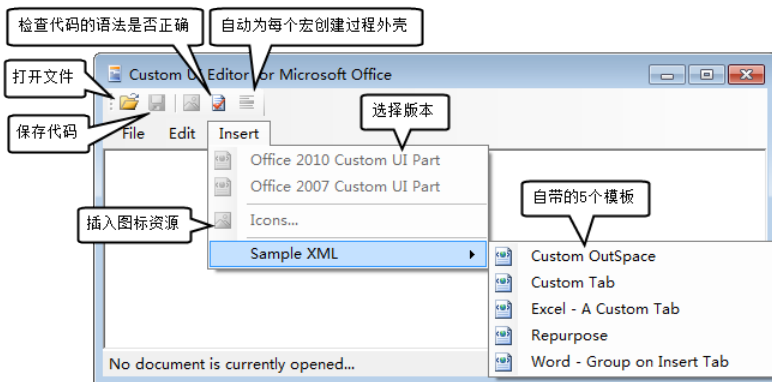 检查代码的语法是否正确
自动为每个宏创建过程外壳
打开文件
Custom UI Editor for Microsoft Office
保存代码
选择版本
File Edit Insert
Office 2010 Custom UI Part
Office 2007 Custom UI Part
自带的5个模板
插入图标资源
Icons...
Sample XML
Custom OutSpace
Custom Tab
Excel - A Custom Tab
Repurpose
Word - Group on Insert Tab
No document is currently opened...